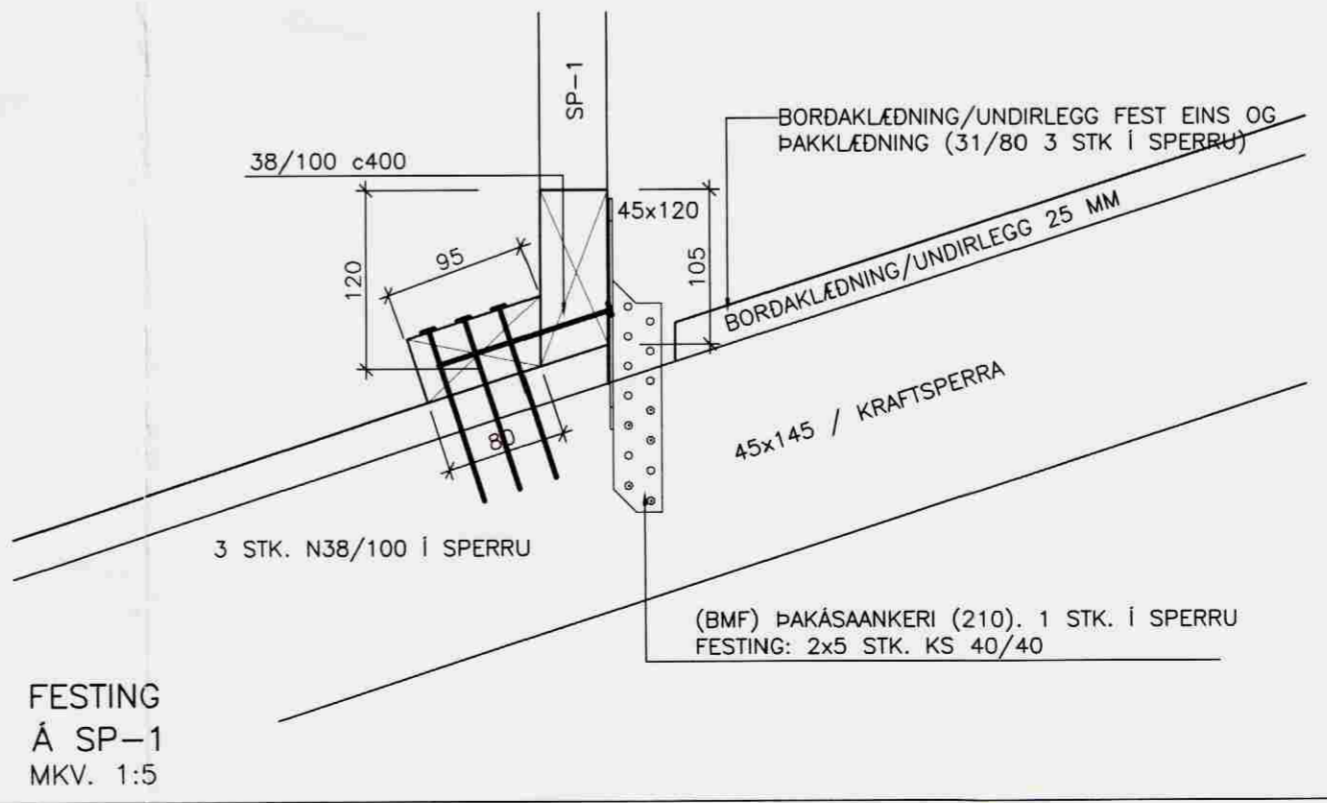 SP-1
BORÐAKLÆÐNING/UNDIRLEGG FEST EINS OG
ÞAKKLÆÐNING (31/80 3 STK Í SPERRU)
38/100 c400
45x120
120
95
105
BORÐAKLÆÐNING/UNDIRLEGG 25 MM
80
45x145 / KRAFTSPERRA
3 STK. N38/100 Í SPERRU
(BMF) ÞAKÁSAANKERI (210). 1 STK. Í SPERRU
FESTING: 2x5 STK. KS 40/40
FESTING
Á SP-1
MKV. 1:5